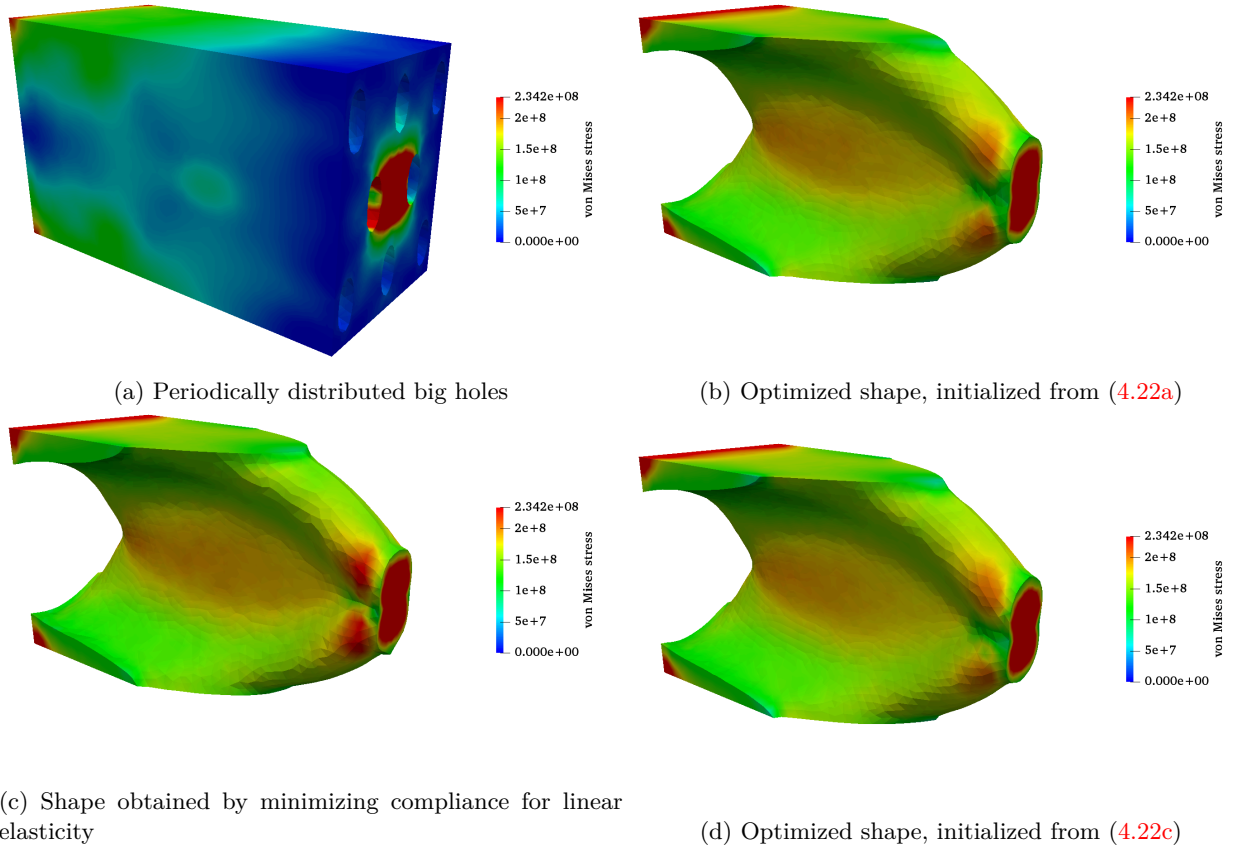 2.342e+08
2e+8
1.5e+8
1e+8
5e+7
0.000e+00
von Mises stress
2.342e+08
2e+8
1.5e+8
1e+8
5e+7
0.000e+00
von Mises stress
(a) Periodically distributed big holes
(b) Optimized shape, initialized from (4.22a)
2.342e+08
2e+8
1.5e+8
1e+8
5e+7
0.000e+00
von Mises stress
2.342e+08
2e+8
1.5e+8
1e+8
5e+7
0.000e+00
von Mises stress
(c) Shape obtained by minimizing compliance for linear
elasticity
(d) Optimized shape, initialized from (4.22c)